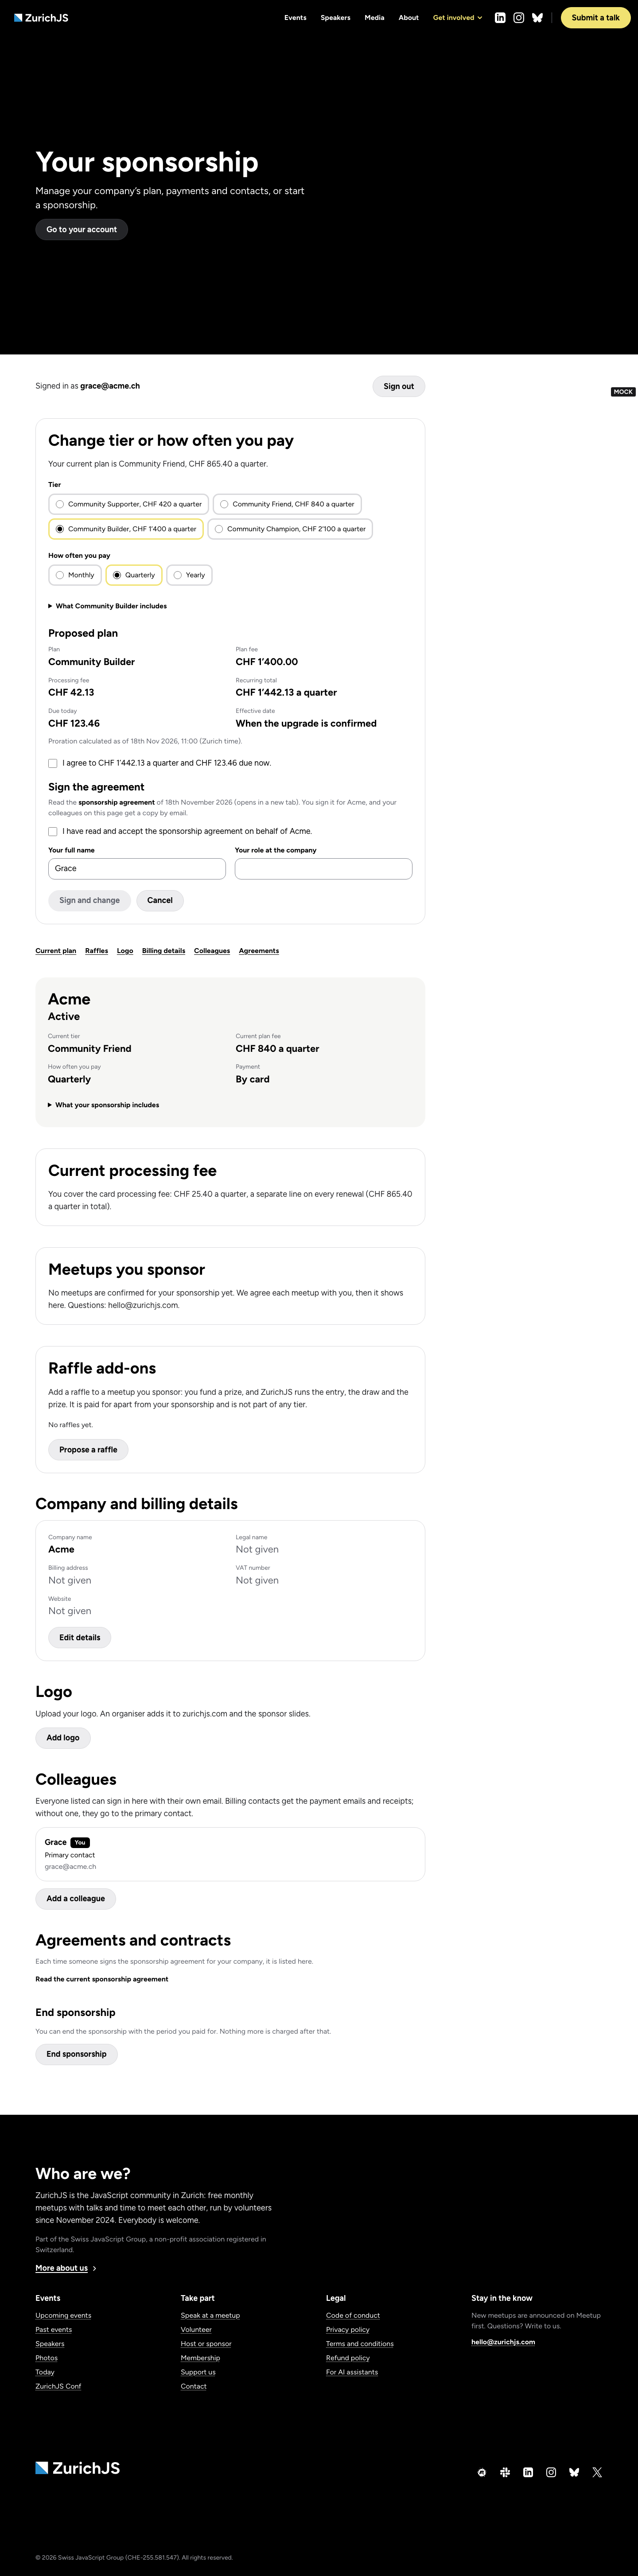 ZurichJS
Events
Speakers
Media
About
Get involved
Submit a talk
Your sponsorship
Manage your company's plan, payments and contacts, or start
a sponsorship.
Go to your account
Signed in as grace@acme.ch
Sign out
MOCK
Change tier or how often you pay
Your current plan is Community Friend, CHF 865.40 a quarter.
Tier
Community Supporter, CHF 420 a quarter
Community Friend, CHF 840 a quarter
Community Builder, CHF 1'400 a quarter
Community Champion, CHF 2'100 a quarter
How often you pay
Monthly
Quarterly
Yearly
What Community Builder includes
Proposed plan
Plan
Plan fee
Community Builder
CHF 1'400.00
Processing fee
Recurring total
CHF 42.13
CHF 1'442.13 a quarter
Due today
Effective date
CHF 123.46
When the upgrade is confirmed
Proration calculated as of 18th Nov 2026, 11:00 (Zurich time).
I agree to CHF 1'442.13 a quarter and CHF 123.46 due now.
Sign the agreement
Read the sponsorship agreement of 18th November 2026 (opens in a new tab). You sign it for Acme, and your
colleagues on this page get a copy by email.
I have read and accept the sponsorship agreement on behalf of Acme.
Your full name
Your role at the company
Grace
Sign and change
Cancel
Current plan
Raffles
Logo
Billing details
Colleagues
Agreements
Acme
Active
Current tier
Current plan fee
Community Friend
CHF 840 a quarter
How often you pay
Payment
Quarterly
By card
What your sponsorship includes
Current processing fee
You cover the card processing fee: CHF 25.40 a quarter, a separate line on every renewal (CHF 865.40
a quarter in total).
Meetups you sponsor
No meetups are confirmed for your sponsorship yet. We agree each meetup with you, then it shows
here. Questions: hello@zurichjs.com.
Raffle add-ons
Add a raffle to a meetup you sponsor: you fund a prize, and ZurichJS runs the entry, the draw and the
prize. It is paid for apart from your sponsorship and is not part of any tier.
No raffles yet.
Propose a raffle
Company and billing details
Company name
Legal name
Acme
Not given
Billing address
VAT number
Not given
Not given
Website
Not given
Edit details
Logo
Upload your logo. An organiser adds it to zurichjs.com and the sponsor slides.
Add logo
Colleagues
Everyone listed can sign in here with their own email. Billing contacts get the payment emails and receipts;
without one, they go to the primary contact.
Grace
You
Primary contact
grace@acme.ch
Add a colleague
Agreements and contracts
Each time someone signs the sponsorship agreement for your company, it is listed here.
Read the current sponsorship agreement
End sponsorship
You can end the sponsorship with the period you paid for. Nothing more is charged after that.
End sponsorship
Who are we?
ZurichJS is the JavaScript community in Zurich: free monthly
meetups with talks and time to meet each other, run by volunteers
since November 2024. Everybody is welcome.
Part of the Swiss JavaScript Group, a non-profit association registered in
Switzerland.
More about us
Events
Take part
Legal
Stay in the know
Upcoming events
Speak at a meetup
Code of conduct
New meetups are announced on Meetup
first. Questions? Write to us.
Past events
Volunteer
Privacy policy
hello@zurichjs.com
Speakers
Host or sponsor
Terms and conditions
Photos
Membership
Refund policy
Today
Support us
For AI assistants
ZurichJS Conf
Contact
ZurichJS
© 2026 Swiss JavaScript Group (CHE-255.581.547). All rights reserved.